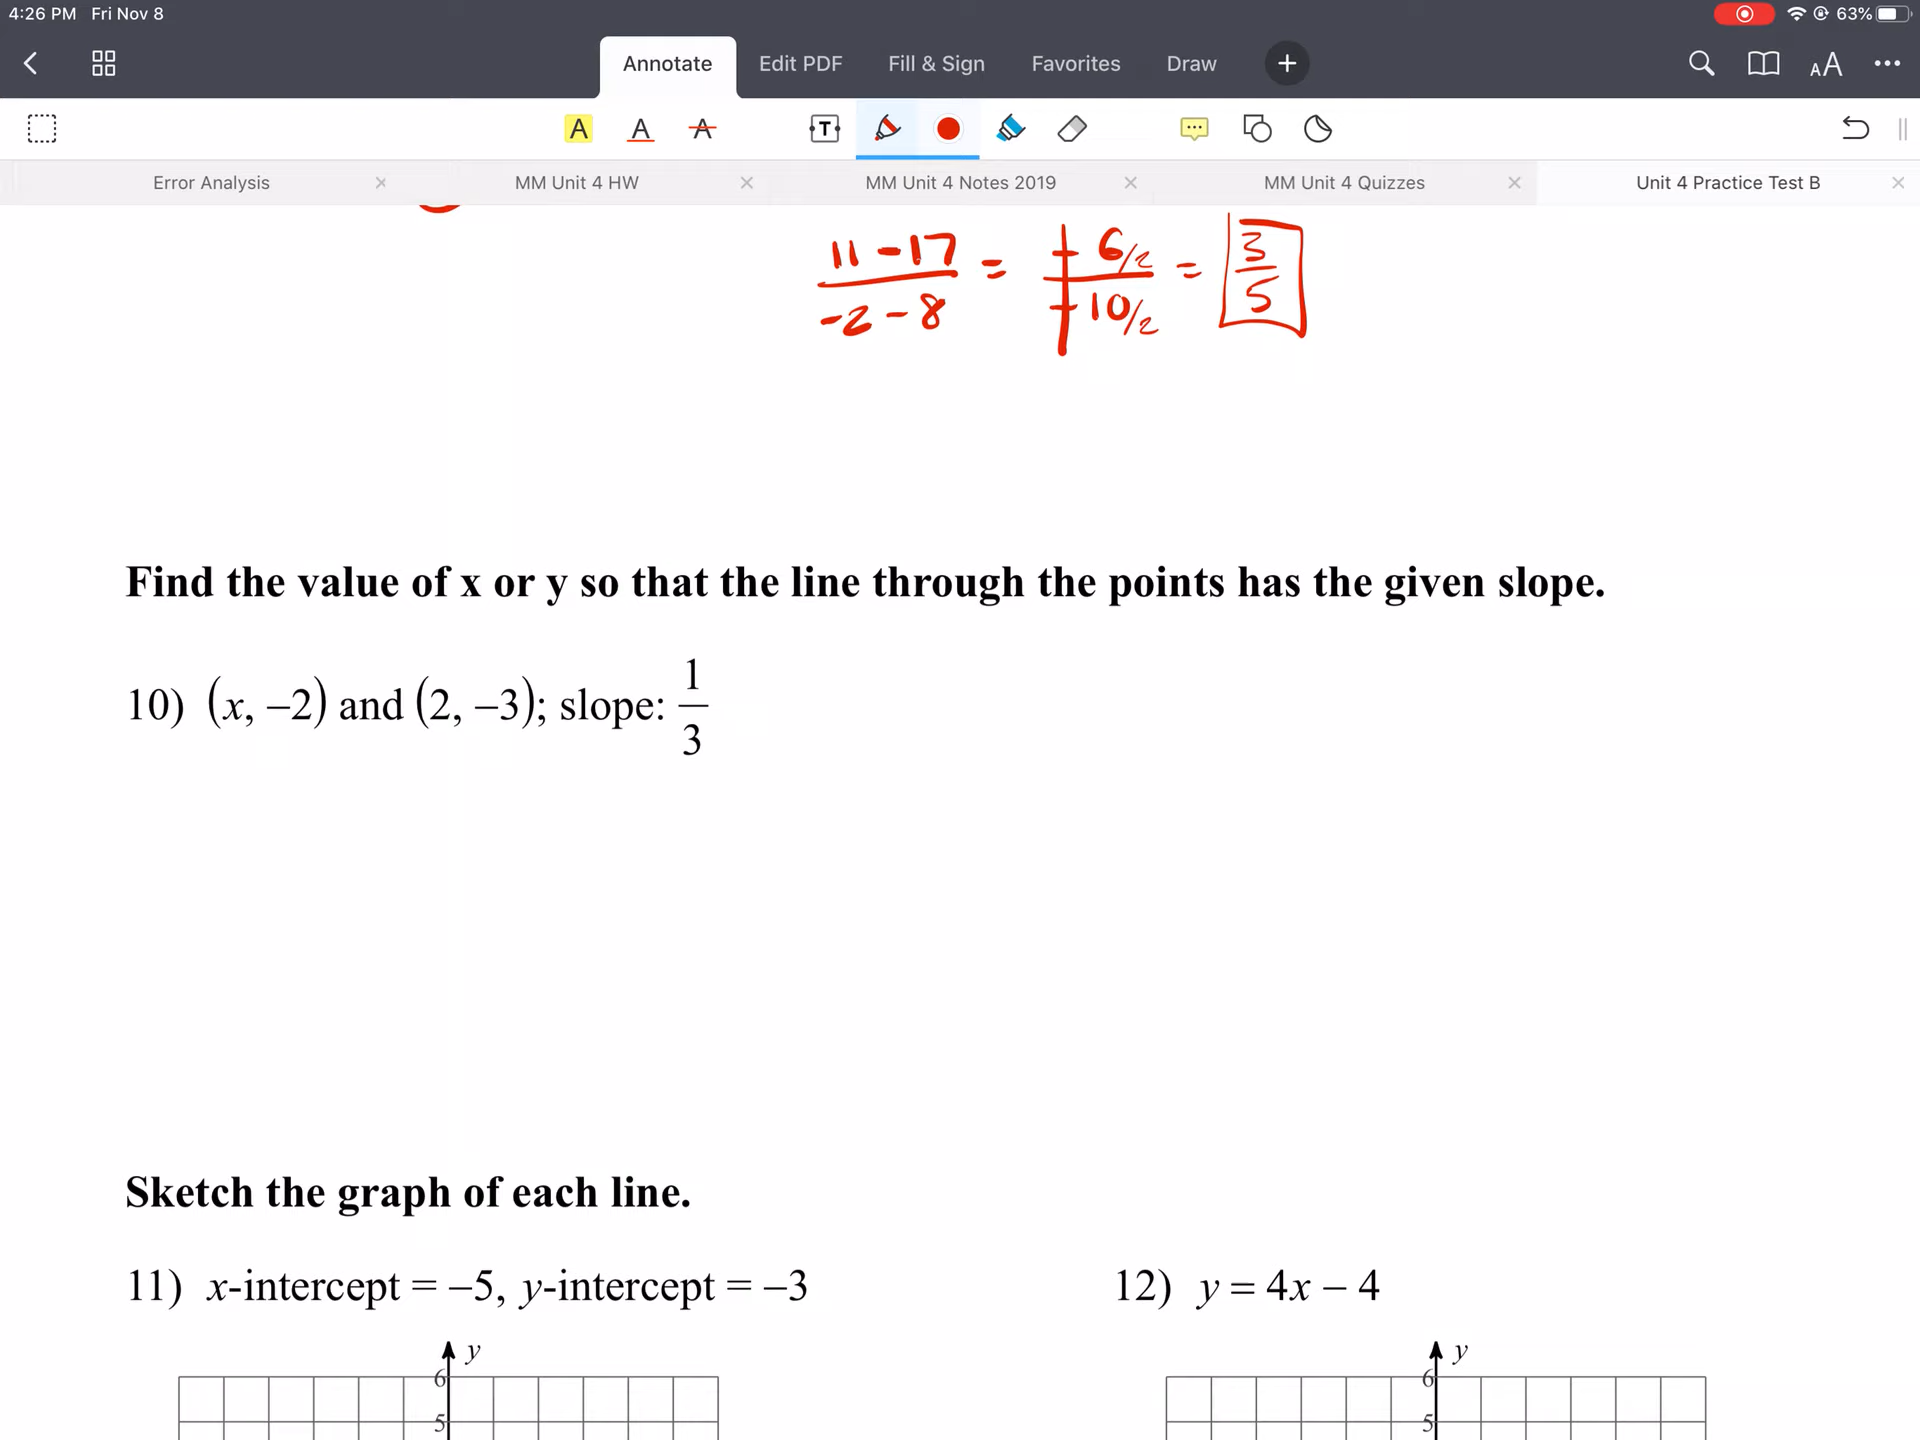 4:26 PM Fri Nov 8 63%
Annotate Edit PDF Fill & Sign Favorites Draw +
A A A T AA
Error Analysis × MM Unit 4 HW × MM Unit 4 Notes 2019 × MM Unit 4 Quizzes × Unit 4 Practice Test B ×
11 - 17 / -2 - 8 = -6/2 / -10/2 = 3/5
Find the value of x or y so that the line through the points has the given slope.
10) (x, −2) and (2, −3); slope: 1/3
Sketch the graph of each line.
11) x-intercept = −5, y-intercept = −3
12) y = 4x − 4
y
6
5
y
6
5